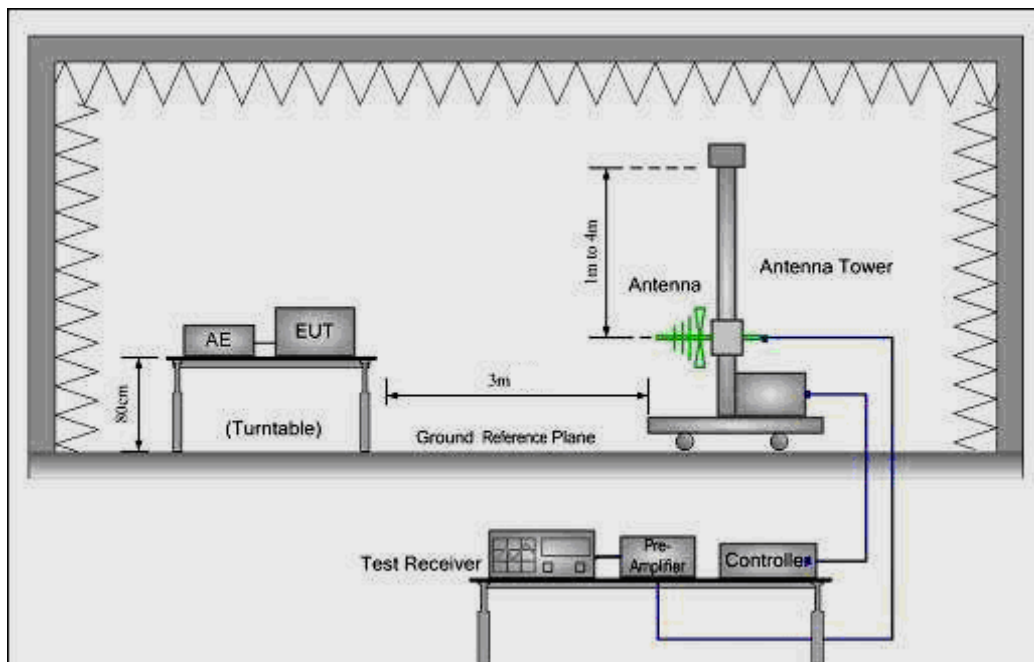 1m to 4m
Antenna Tower
Antenna
AE
EUT
3m
80cm
(Turntable)
Ground Reference Plane
Test Receiver
Pre-
Amplifier
Controller